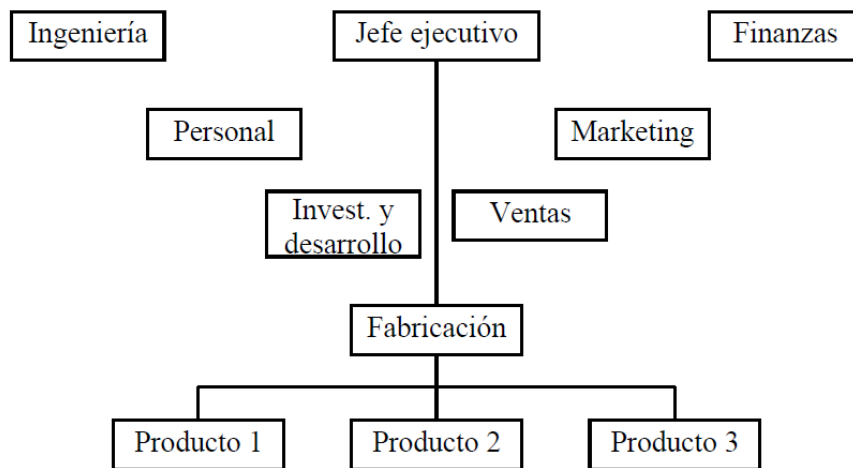 Ingeniería
Jefe ejecutivo
Finanzas
Personal
Marketing
Invest. y
desarrollo
Ventas
Fabricación
Producto 1
Producto 2
Producto 3